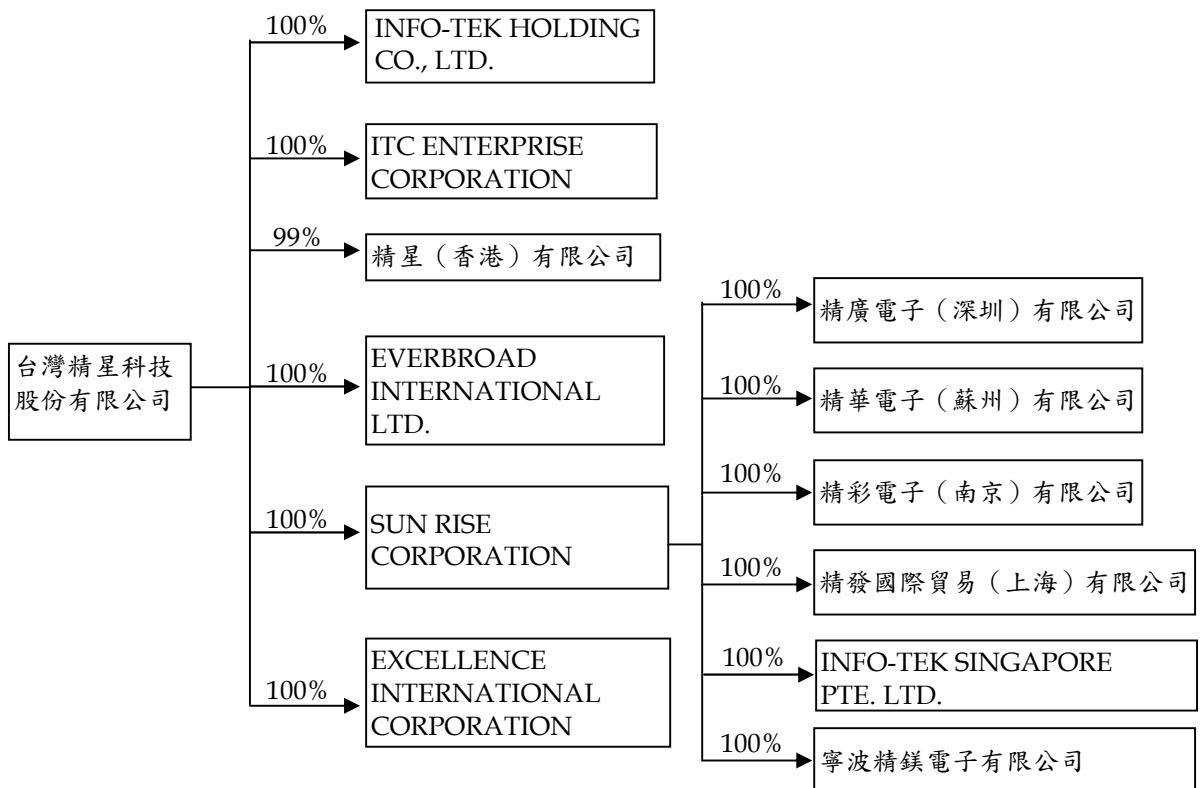 100%
INFO-TEK HOLDING
CO., LTD.
100%
ITC ENTERPRISE
CORPORATION
99%
精星（香港）有限公司
台灣精星科技
股份有限公司
100%
EVERBROAD
INTERNATIONAL
LTD.
100%
SUN RISE
CORPORATION
100%
EXCELLENCE
INTERNATIONAL
CORPORATION
100%
精廣電子（深圳）有限公司
100%
精華電子（蘇州）有限公司
100%
精彩電子（南京）有限公司
100%
精發國際貿易（上海）有限公司
100%
INFO-TEK SINGAPORE
PTE. LTD.
100%
寧波精鎂電子有限公司